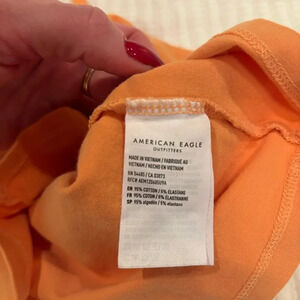 AMERICAN EAGLE
OUTFITTERS
MADE IN VIETNAM / FABRIQUÉ AU
VIETNAM / HECHO EN VIETNAM
EN 95% COTTON / 5% ELASTANE
FR 95% COTON / 5% ÉLASTHANNE
SP 95% algodón / 5% elastano